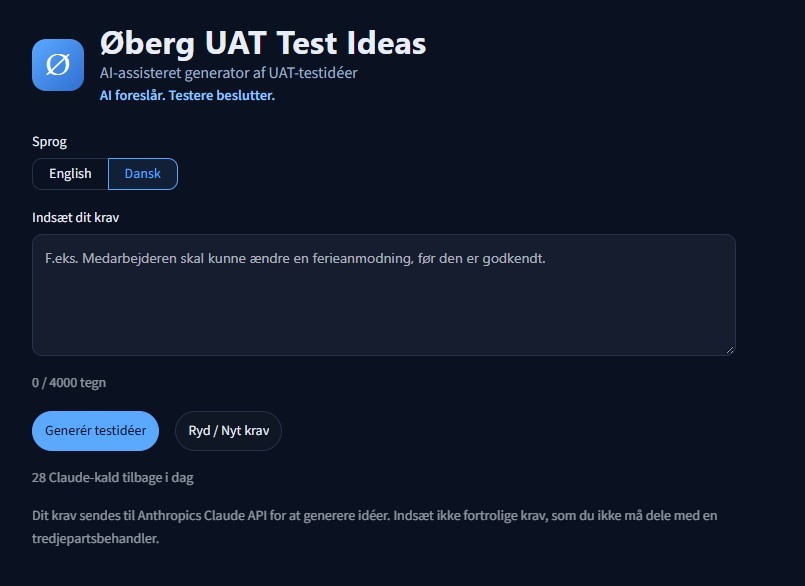 Ø
Øberg UAT Test Ideas
AI-assisteret generator af UAT-testidéer
AI foreslår. Testere beslutter.
Sprog
English Dansk
Indsæt dit krav
F.eks. Medarbejderen skal kunne ændre en ferieanmodning, før den er godkendt.
0 / 4000 tegn
Generér testidéer Ryd / Nyt krav
28 Claude-kald tilbage i dag
Dit krav sendes til Anthropics Claude API for at generere idéer. Indsæt ikke fortrolige krav, som du ikke må dele med en
tredjepartsbehandler.